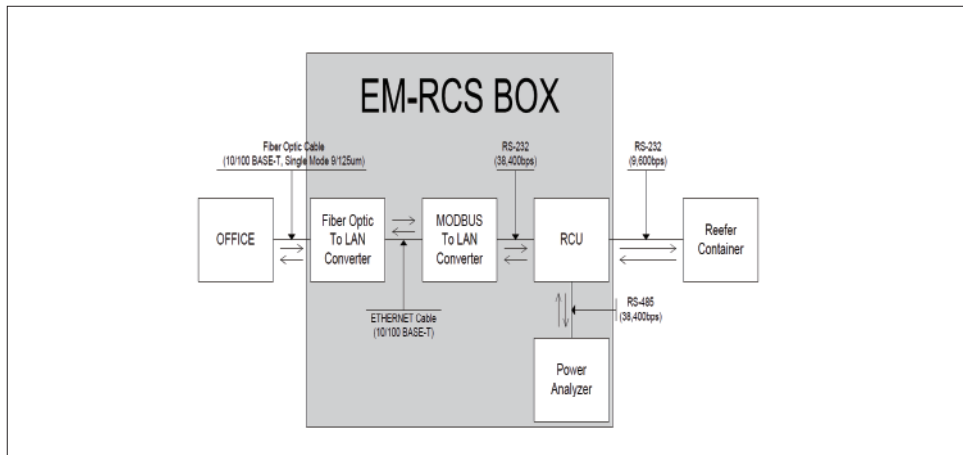 EM-RCS BOX
Fiber Optic Cable
(10/100 BASE-T, Single Mode 9/125um)
RS-232
(38,400bps)
RS-232
(9,600bps)
OFFICE
Fiber Optic
To LAN
Converter
MODBUS
To LAN
Converter
RCU
Reefer
Container
ETHERNET Cable
(10/100 BASE-T)
RS-485
(38,400bps)
Power
Analyzer